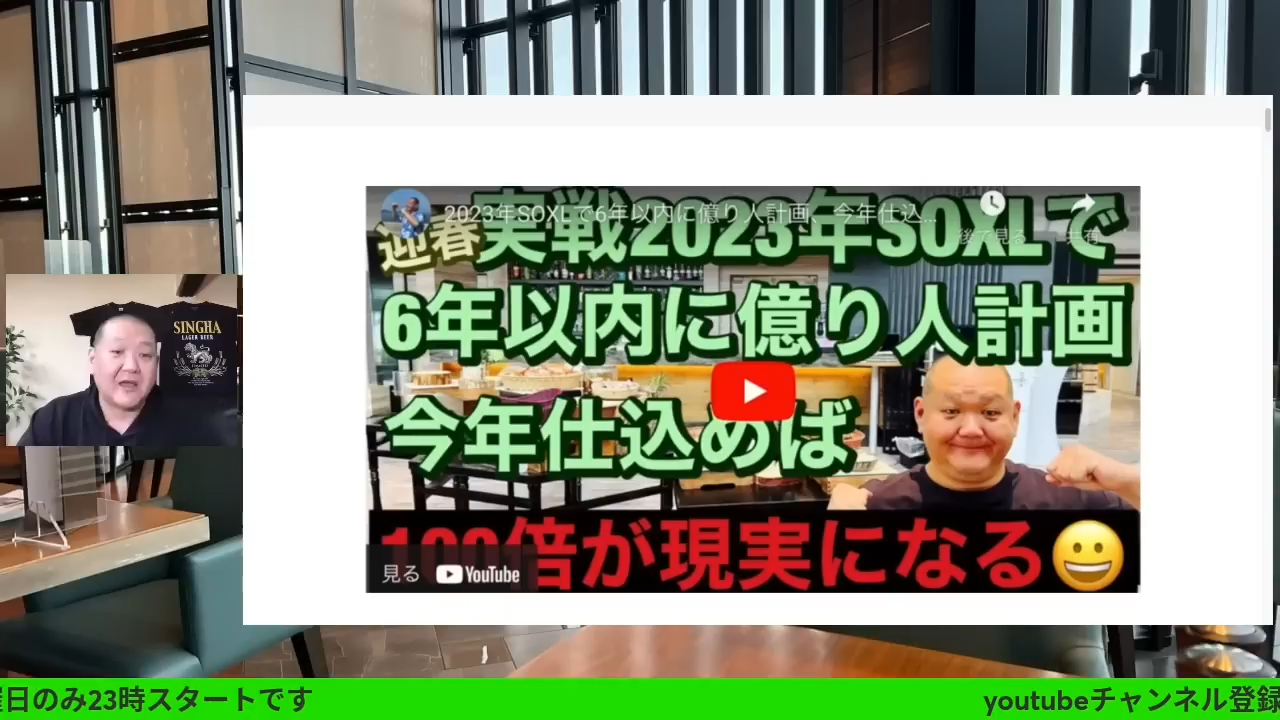 2023年SOXLで6年以内に億り人計画、今年仕込...
後で見る
共有
迎春実戦2023年SOXLで
6年以内に億り人計画
今年仕込めば
100倍が現実になる😀
見る YouTube
SINGHA
LAGER BEER
曜日のみ23時スタートです
youtubeチャンネル登録